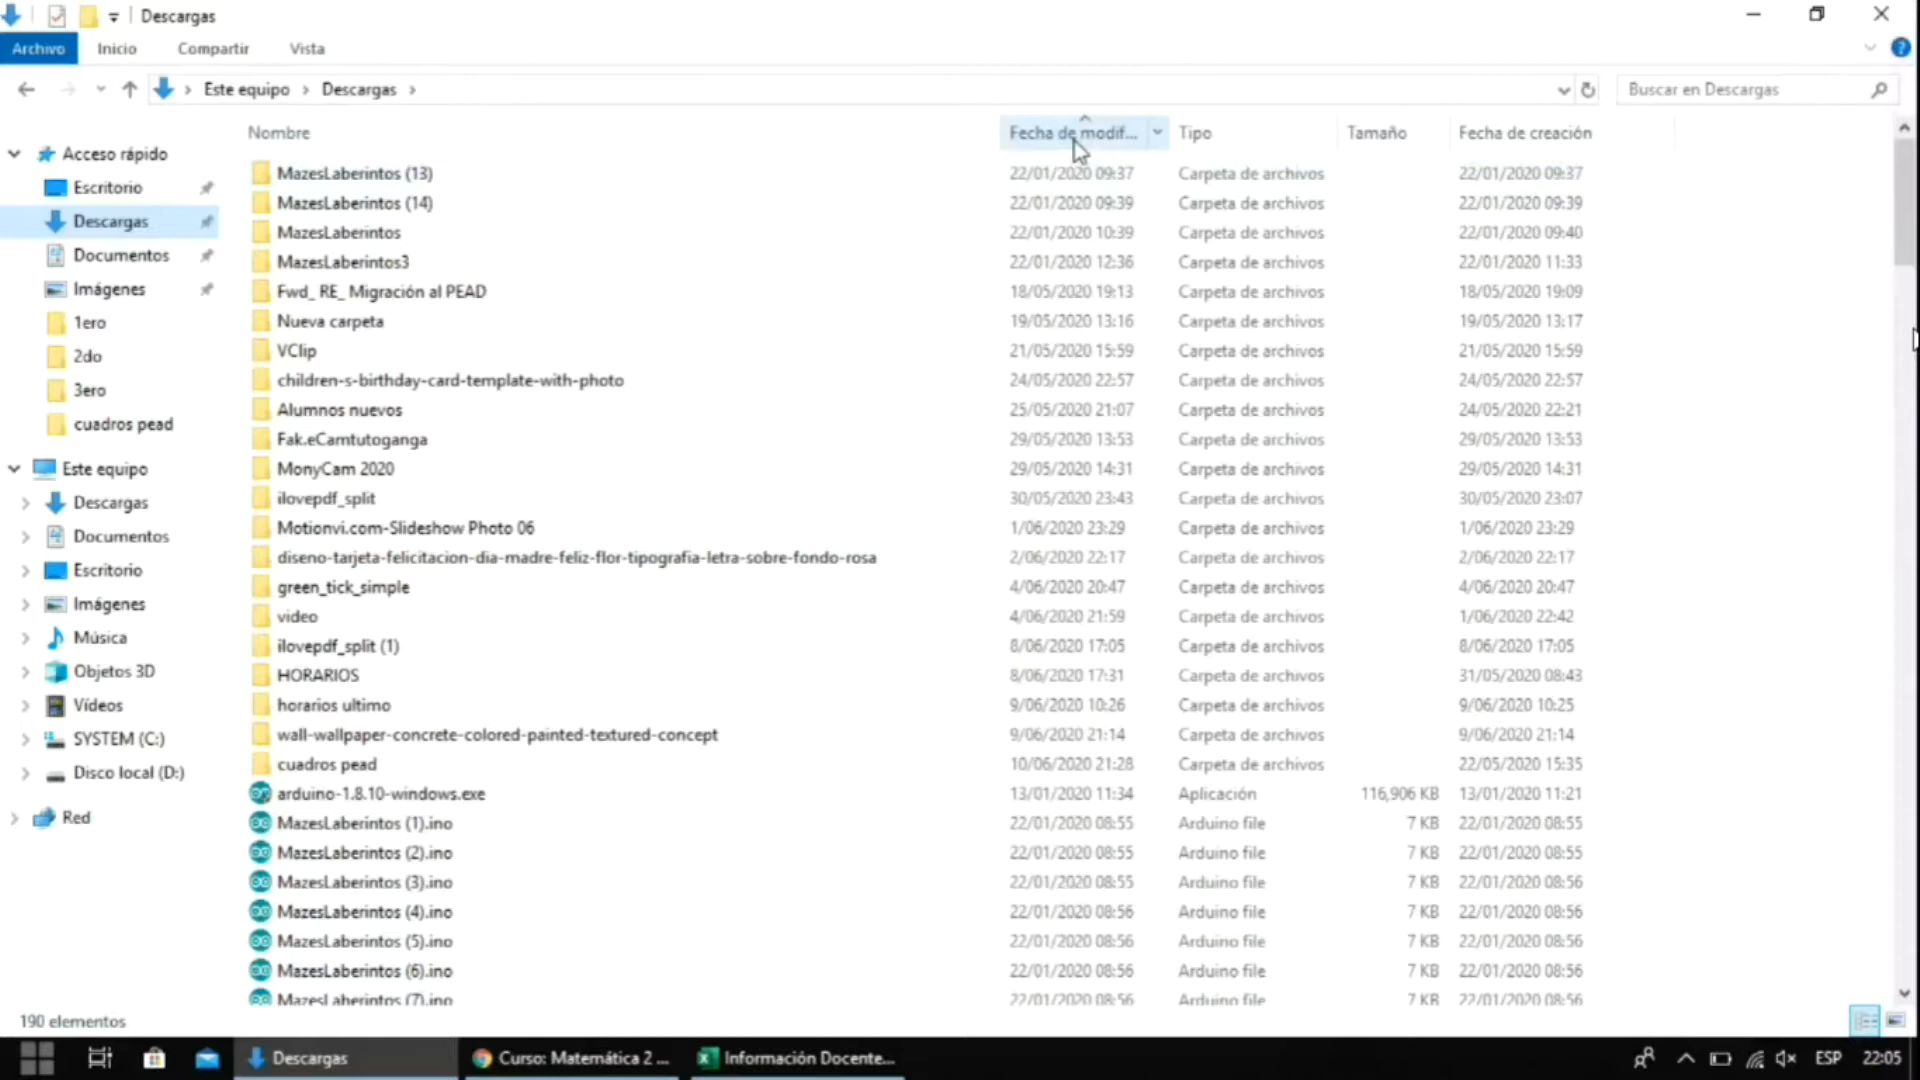 Descargas
Archivo Inicio Compartir Vista
Este equipo Descargas Buscar en Descargas
Nombre Fecha de modif... Tipo Tamaño Fecha de creación
Acceso rápido
Escritorio
Descargas
Documentos
Imágenes
1ero
2do
3ero
cuadros pead
Este equipo
Descargas
Documentos
Escritorio
Imágenes
Música
Objetos 3D
Vídeos
SYSTEM (C:)
Disco local (D:)
Red
MazesLaberintos (13) 22/01/2020 09:37 Carpeta de archivos 22/01/2020 09:37
MazesLaberintos (14) 22/01/2020 09:39 Carpeta de archivos 22/01/2020 09:39
MazesLaberintos 22/01/2020 10:39 Carpeta de archivos 22/01/2020 09:40
MazesLaberintos3 22/01/2020 12:36 Carpeta de archivos 22/01/2020 11:33
Fwd_ RE_ Migración al PEAD 18/05/2020 19:13 Carpeta de archivos 18/05/2020 19:09
Nueva carpeta 19/05/2020 13:16 Carpeta de archivos 19/05/2020 13:17
VClip 21/05/2020 15:59 Carpeta de archivos 21/05/2020 15:59
children-s-birthday-card-template-with-photo 24/05/2020 22:57 Carpeta de archivos 24/05/2020 22:57
Alumnos nuevos 25/05/2020 21:07 Carpeta de archivos 24/05/2020 22:21
Fak.eCamtutoganga 29/05/2020 13:53 Carpeta de archivos 29/05/2020 13:53
MonyCam 2020 29/05/2020 14:31 Carpeta de archivos 29/05/2020 14:31
ilovepdf_split 30/05/2020 23:43 Carpeta de archivos 30/05/2020 23:07
Motionvi.com-Slideshow Photo 06 1/06/2020 23:29 Carpeta de archivos 1/06/2020 23:29
diseno-tarjeta-felicitacion-dia-madre-feliz-flor-tipografia-letra-sobre-fondo-rosa 2/06/2020 22:17 Carpeta de archivos 2/06/2020 22:17
green_tick_simple 4/06/2020 20:47 Carpeta de archivos 4/06/2020 20:47
video 4/06/2020 21:59 Carpeta de archivos 1/06/2020 22:42
ilovepdf_split (1) 8/06/2020 17:05 Carpeta de archivos 8/06/2020 17:05
HORARIOS 8/06/2020 17:31 Carpeta de archivos 31/05/2020 08:43
horarios ultimo 9/06/2020 10:26 Carpeta de archivos 9/06/2020 10:25
wall-wallpaper-concrete-colored-painted-textured-concept 9/06/2020 21:14 Carpeta de archivos 9/06/2020 21:14
cuadros pead 10/06/2020 21:28 Carpeta de archivos 22/05/2020 15:35
arduino-1.8.10-windows.exe 13/01/2020 11:34 Aplicación 116,906 KB 13/01/2020 11:21
MazesLaberintos (1).ino 22/01/2020 08:55 Arduino file 7 KB 22/01/2020 08:55
MazesLaberintos (2).ino 22/01/2020 08:55 Arduino file 7 KB 22/01/2020 08:55
MazesLaberintos (3).ino 22/01/2020 08:55 Arduino file 7 KB 22/01/2020 08:56
MazesLaberintos (4).ino 22/01/2020 08:56 Arduino file 7 KB 22/01/2020 08:56
MazesLaberintos (5).ino 22/01/2020 08:56 Arduino file 7 KB 22/01/2020 08:56
MazesLaberintos (6).ino 22/01/2020 08:56 Arduino file 7 KB 22/01/2020 08:56
MazesLaberintos (7).ino 22/01/2020 08:56 Arduino file 7 KB 22/01/2020 08:56
190 elementos
Descargas Curso: Matemática 2 ... Información Docente... ESP 22:05